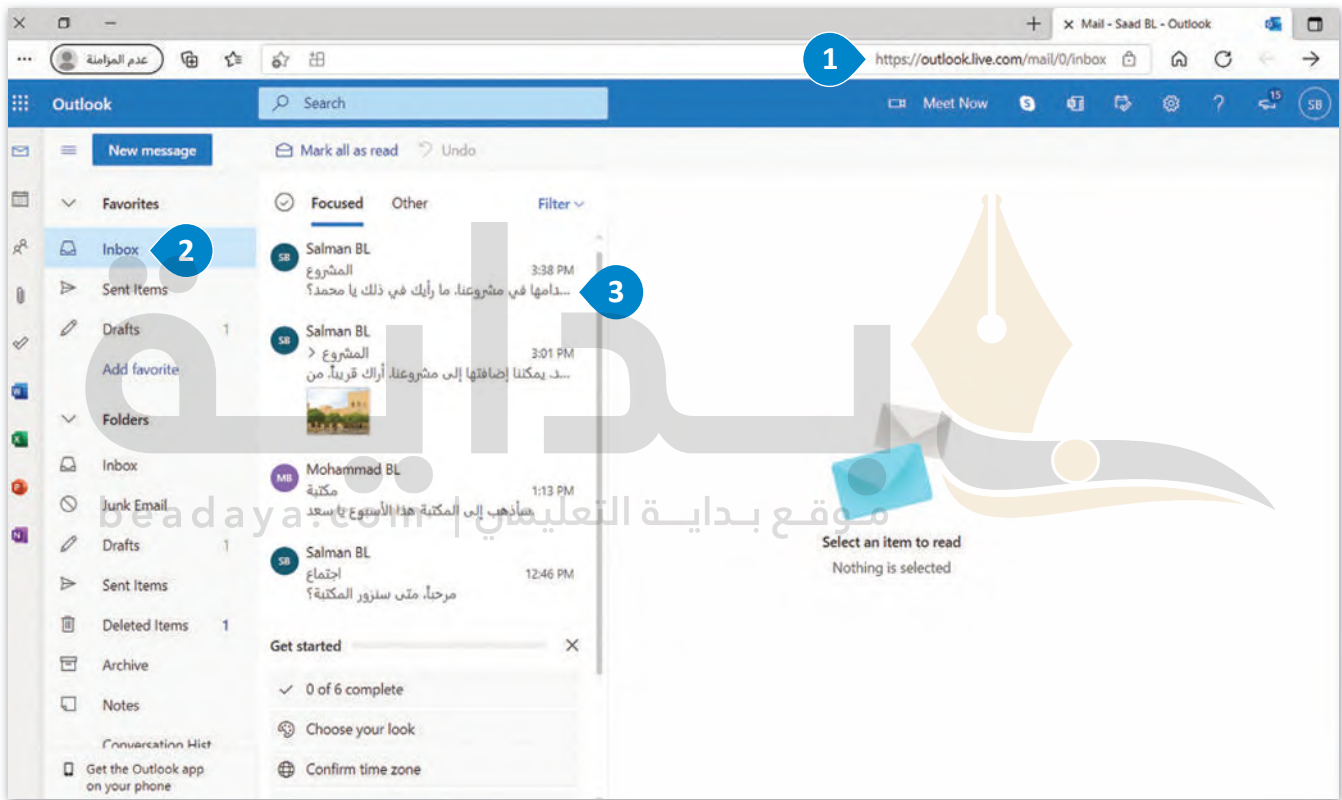 Mail - Saad BL - Outlook
عدم المزامنة
https://outlook.live.com/mail/0/inbox
1
Outlook
Search
Meet Now
15
SB
New message
Mark all as read
Undo
Favorites
Inbox
2
Sent Items
Drafts 1
Add favorite
Folders
Inbox
Junk Email
Drafts 1
Sent Items
Deleted Items 1
Archive
Notes
Conversation Hist
Get the Outlook app
on your phone
Focused Other Filter
SB
Salman BL
المشروع 3:38 PM
...دامها في مشروعنا، ما رأيك في ذلك يا محمد؟
3
SB
Salman BL
المشروع 3:01 PM
...د. يمكننا إضافتها إلى مشروعنا. أراك قريباً. من
MB
Mohammad BL
مكتبة 1:13 PM
سأذهب إلى المكتبة هذا الأسبوع يا سعد
SB
Salman BL
اجتماع 12:46 PM
مرحباً، متى سنزور المكتبة؟
Get started
0 of 6 complete
Choose your look
Confirm time zone
Select an item to read
Nothing is selected
بداية
موقع بداية التعليمي | beadaya.com